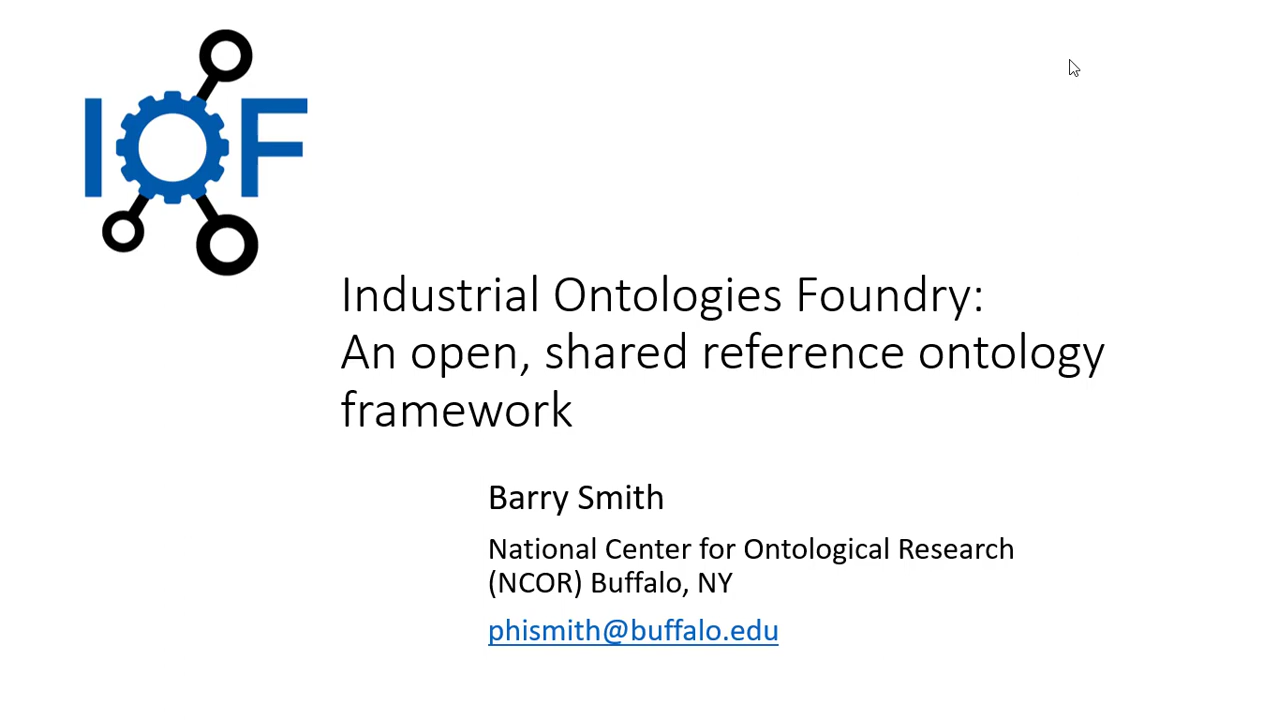 IOF
Industrial Ontologies Foundry:
An open, shared reference ontology
framework
Barry Smith
National Center for Ontological Research
(NCOR) Buffalo, NY
phismith@buffalo.edu